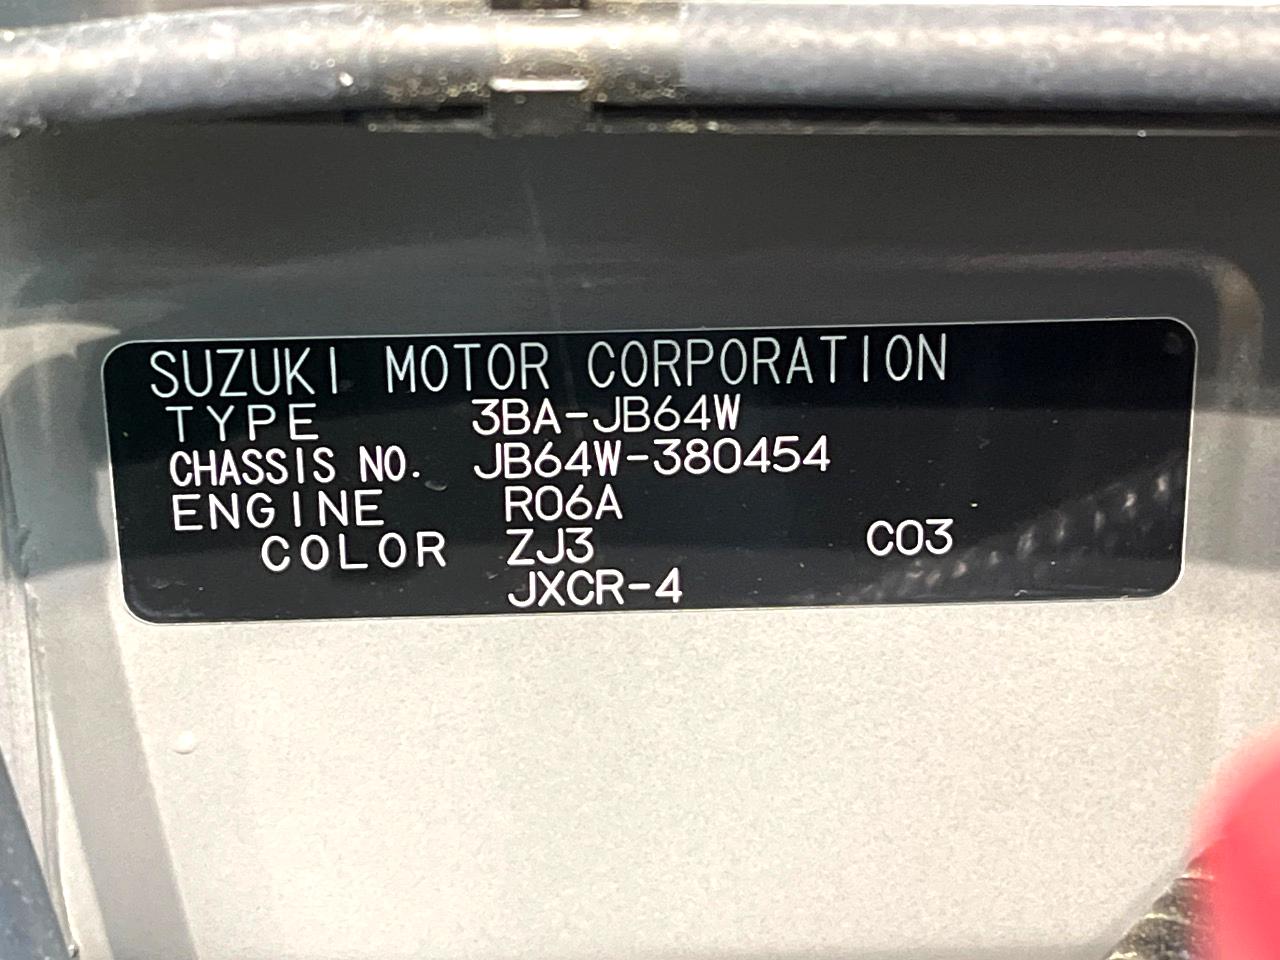 SUZUKI MOTOR CORPORATION
TYPE 3BA-JB64W
CHASSIS NO. JB64W-380454
ENGINE R06A
COLOR ZJ3 C03
JXCR-4